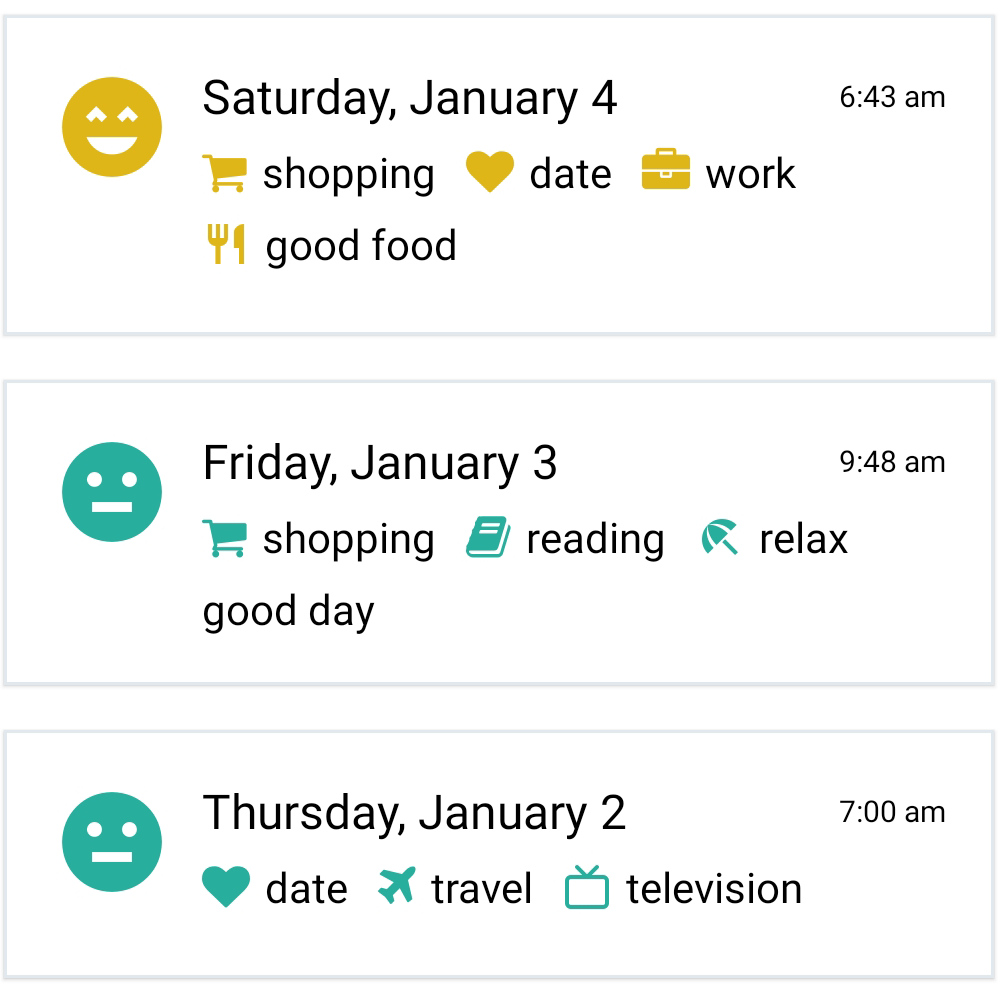 Saturday, January 4 6:43 am
shopping date work
good food
Friday, January 3 9:48 am
shopping reading relax
good day
Thursday, January 2 7:00 am
date travel television